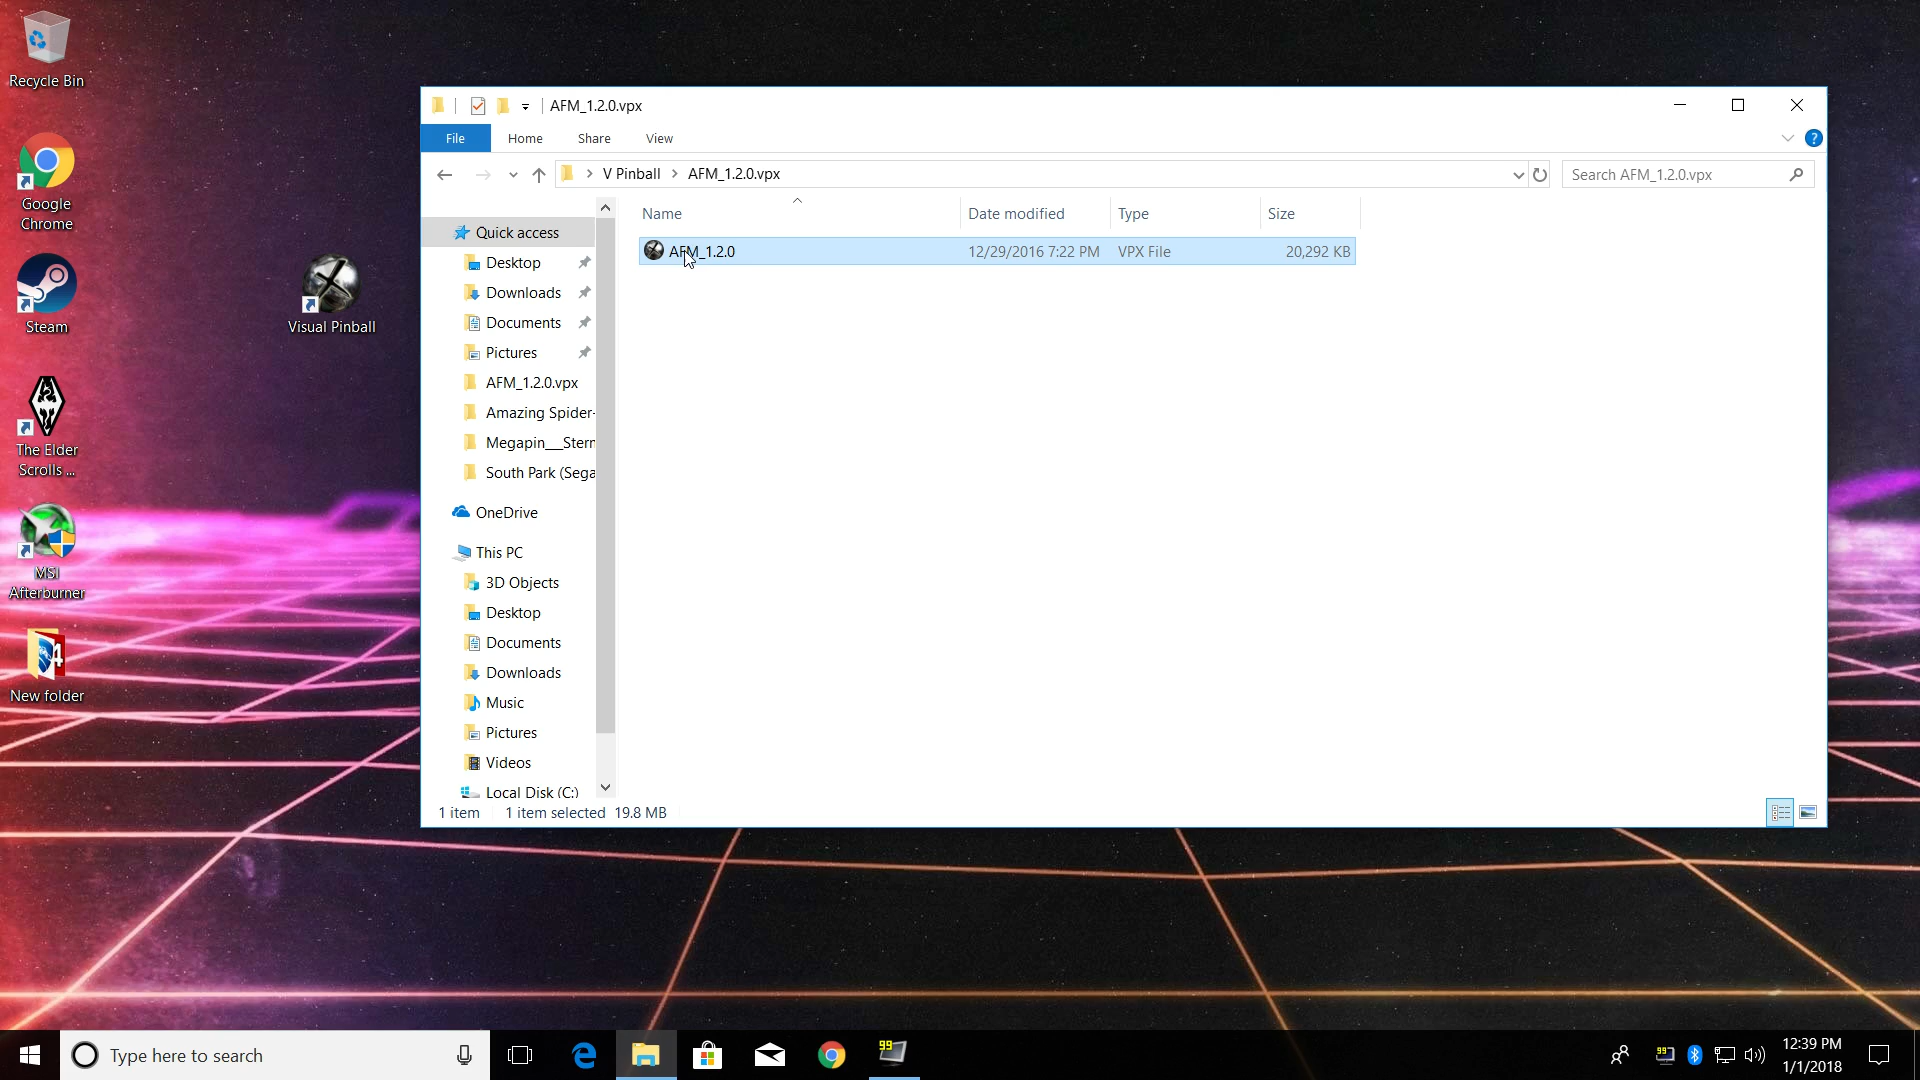 Recycle Bin
Google
Chrome
Steam
The Elder
Scrolls ...
MSI
Afterburner
New folder
Visual Pinball
AFM_1.2.0.vpx
File
Home
Share
View
V Pinball
AFM_1.2.0.vpx
Search AFM_1.2.0.vpx
Name
Date modified
Type
Size
AFM_1.2.0
12/29/2016 7:22 PM
VPX File
20,292 KB
Quick access
Desktop
Downloads
Documents
Pictures
AFM_1.2.0.vpx
Amazing Spider-
Megapin___Stern
South Park (Sega
OneDrive
This PC
3D Objects
Desktop
Documents
Downloads
Music
Pictures
Videos
Local Disk (C:)
1 item
1 item selected 19.8 MB
Type here to search
99
99
12:39 PM
1/1/2018